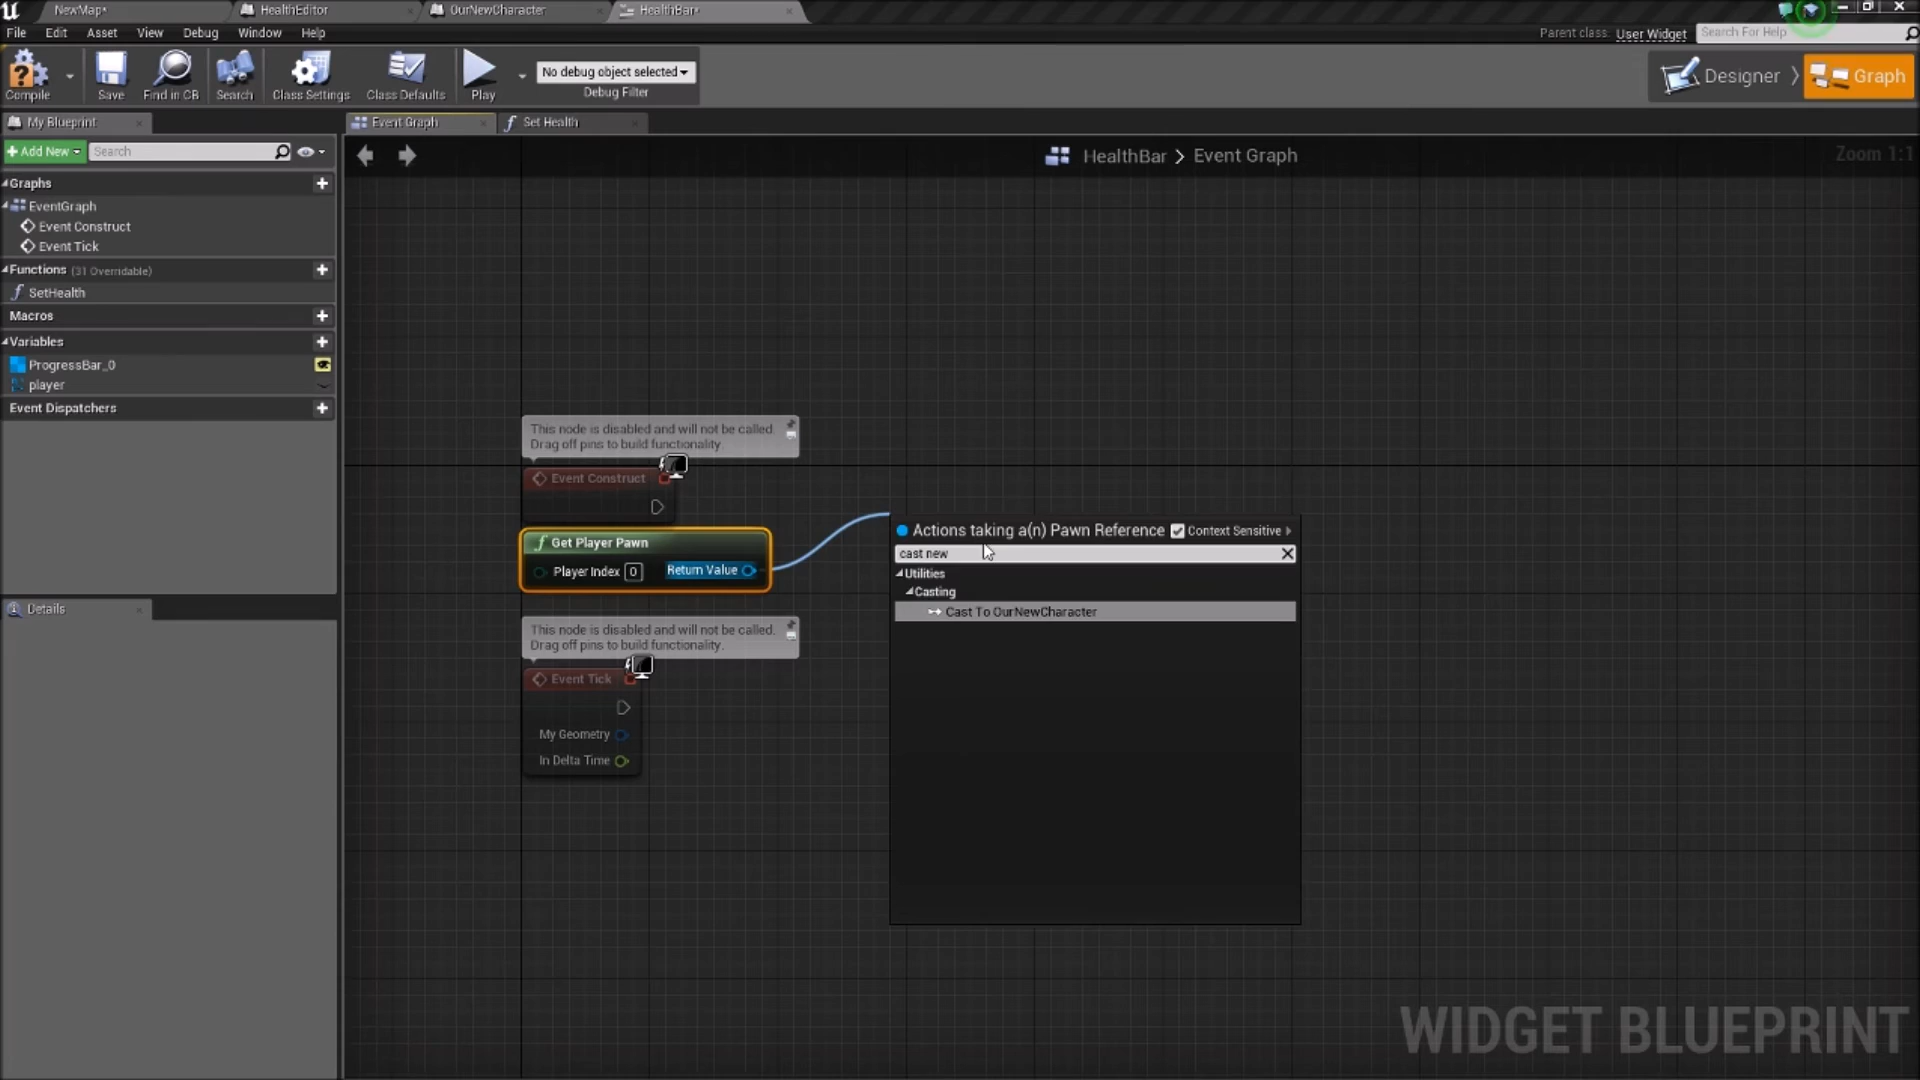 NewMap*
HealthEditor
OurNewCharacter
HealthBar*
File Edit Asset View Debug Window Help
Parent class: User Widget
Search For Help
Compile
Save
Find in CB
Search
Class Settings
Class Defaults
Play
No debug object selected
Debug Filter
Designer
Graph
My Blueprint
Event Graph
Set Health
+Add New
Search
HealthBar > Event Graph
Zoom 1:1
Graphs
EventGraph
Event Construct
Event Tick
Functions (31 Overridable)
SetHealth
Macros
Variables
ProgressBar_0
player
Event Dispatchers
Details
This node is disabled and will not be called
Drag off pins to build functionality.
Event Construct
Get Player Pawn
Player Index 0
Return Value
This node is disabled and will not be called.
Drag off pins to build functionality.
Event Tick
My Geometry
In Delta Time
Actions taking a(n) Pawn Reference
Context Sensitive
cast new
Utilities
Casting
Cast To OurNewCharacter
WIDGET BLUEPRINT